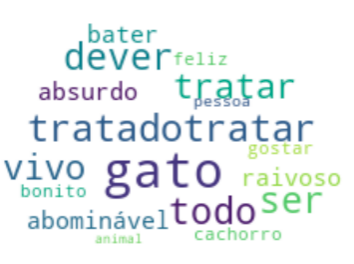 bater
dever feliz
absurdo tratar
pessoa
tratadotratar
gostar
vivo gato raivoso
bonito todo ser
abominável
animal cachorro